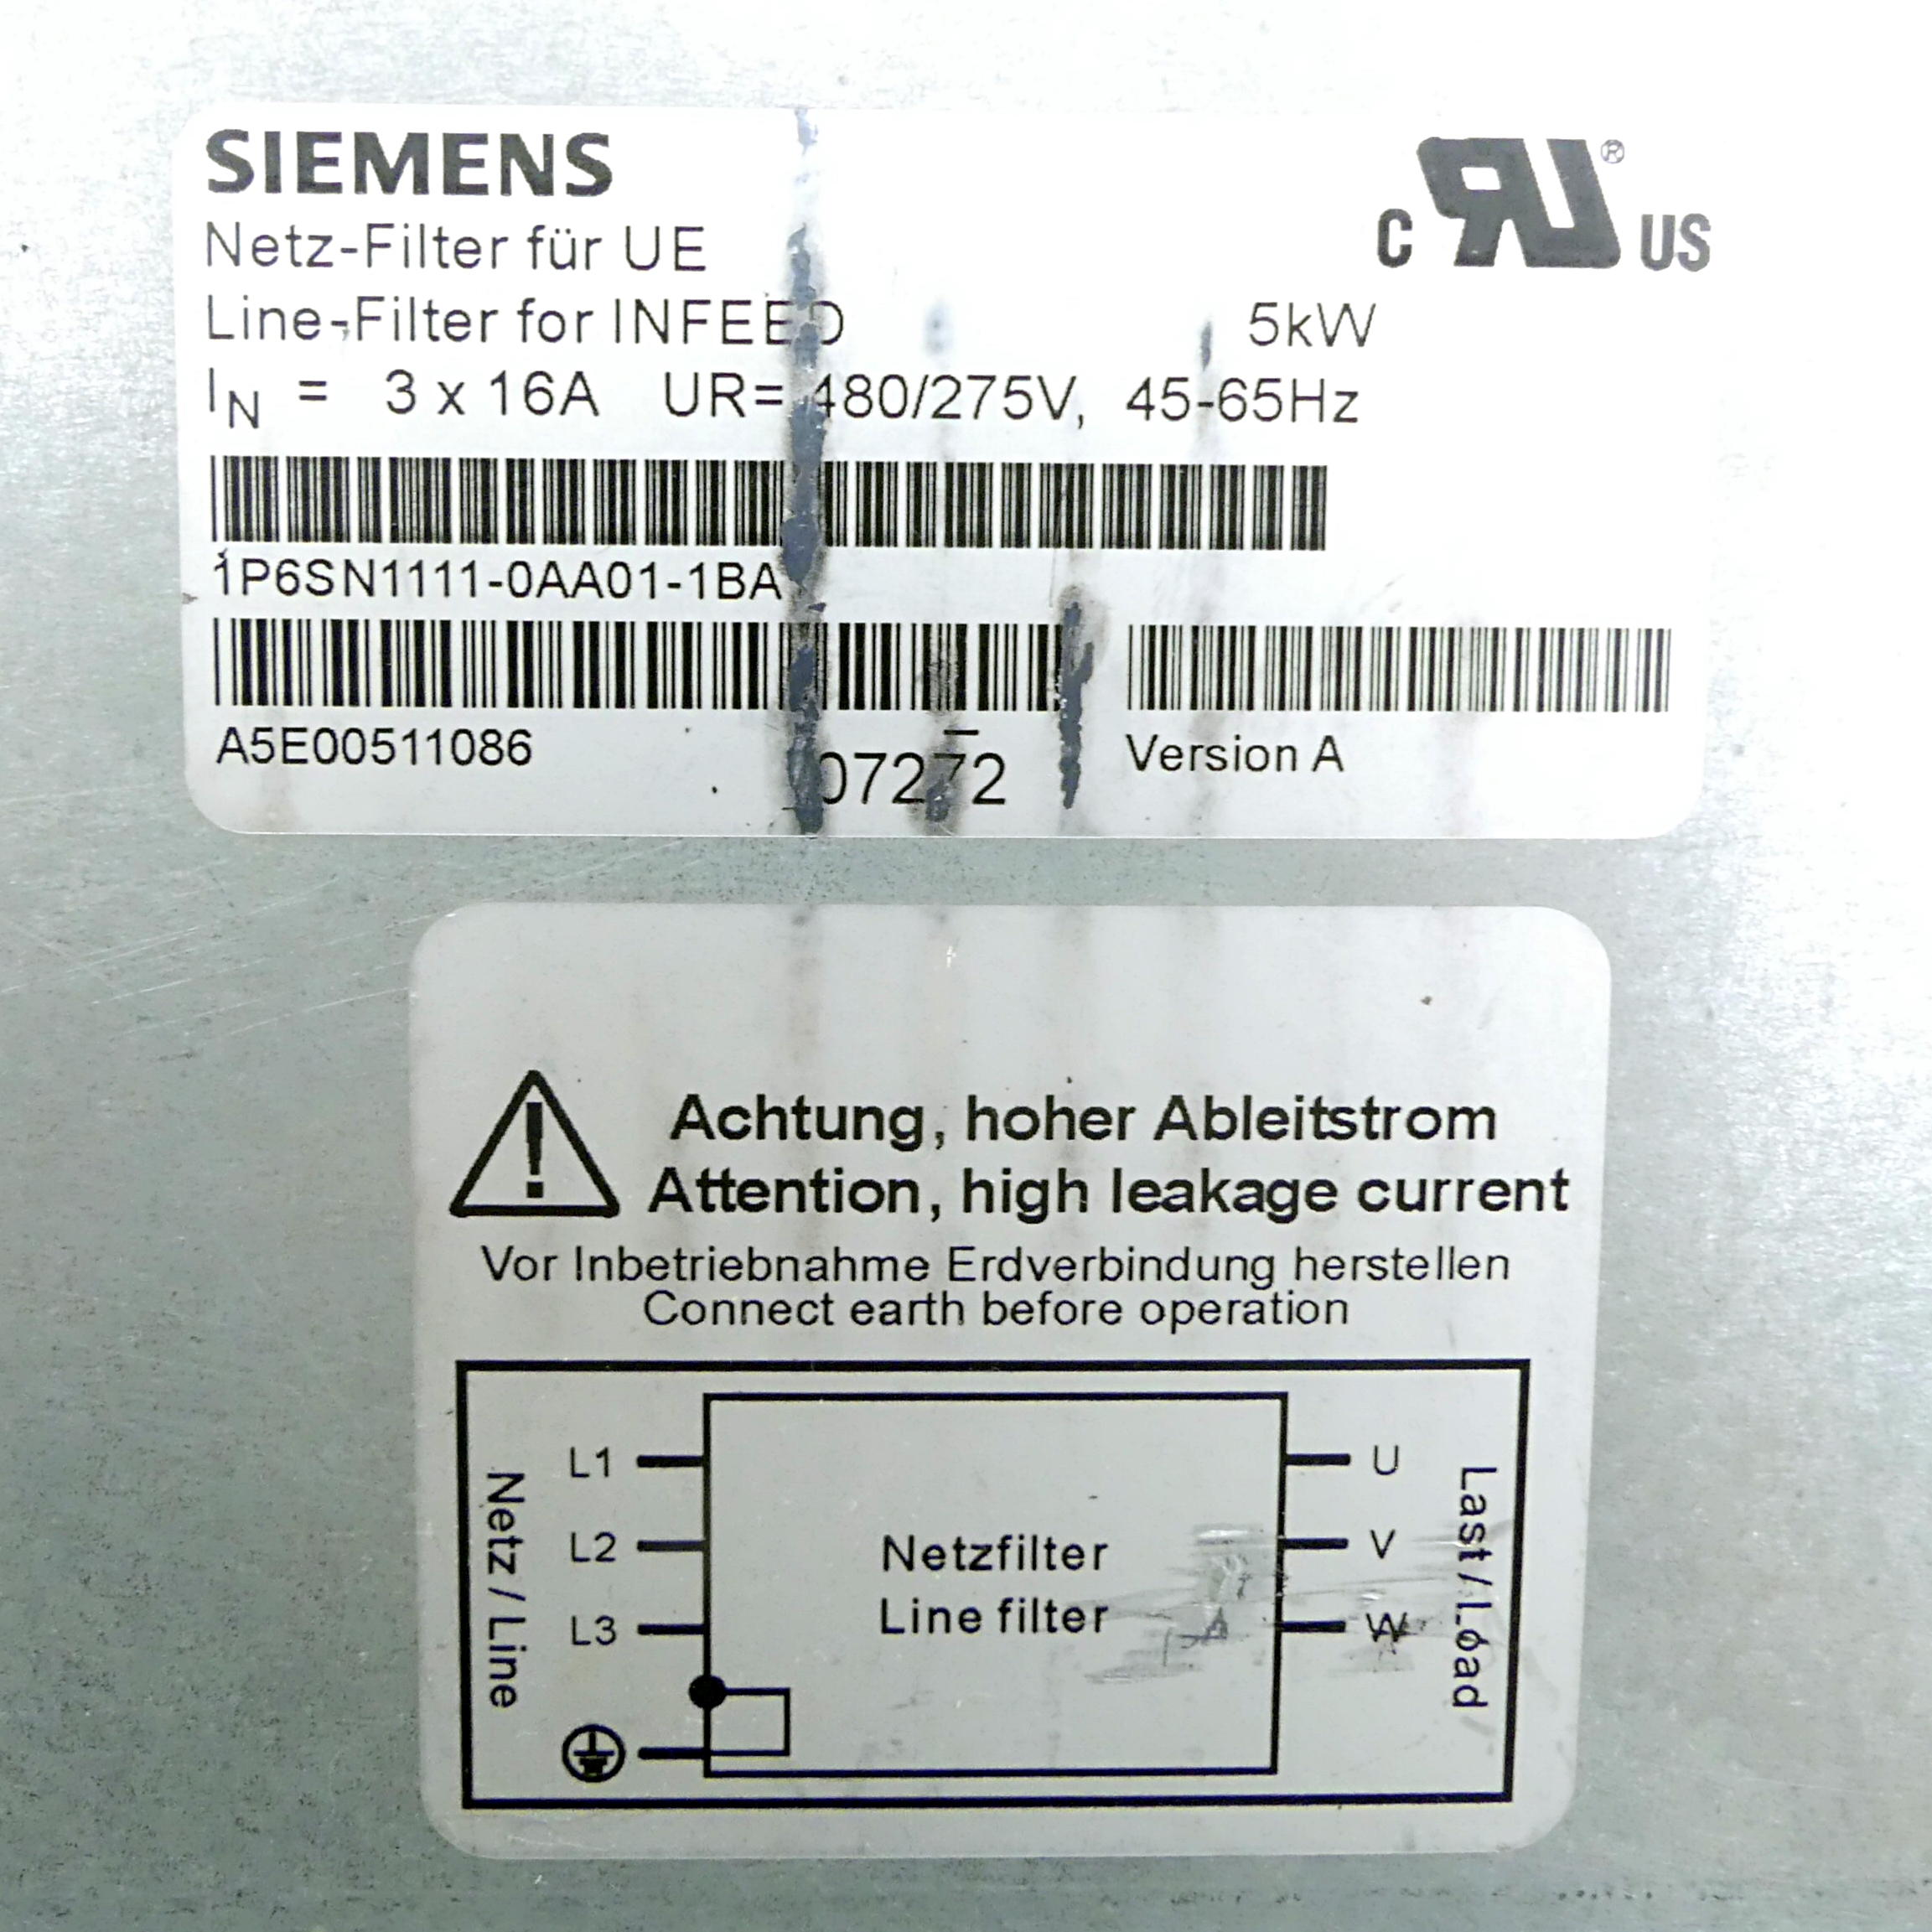 SIEMENS
c RU ® US
Netz-Filter für UE
Line-Filter for INFEED 5kW
IN = 3 x 16A UR= 480/275V, 45-65Hz
1P6SN1111-0AA01-1BA
A5E00511086 07272 Version A
Achtung, hoher Ableitstrom
Attention, high leakage current
Vor Inbetriebnahme Erdverbindung herstellen
Connect earth before operation
Netz / Line
L1
L2
L3
Netzfilter
Line filter
U
V
W
Last / Load